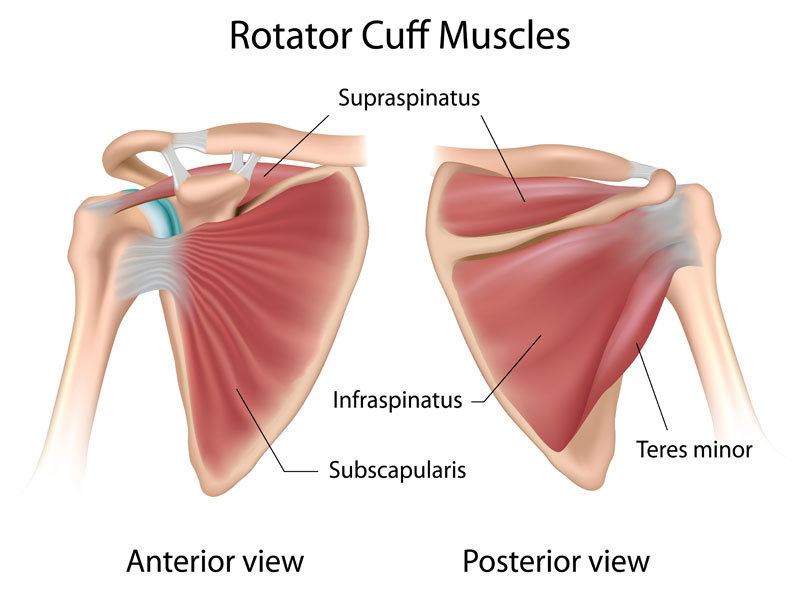 Rotator Cuff Muscles
Supraspinatus
Infraspinatus
Teres minor
Subscapularis
Anterior view
Posterior view